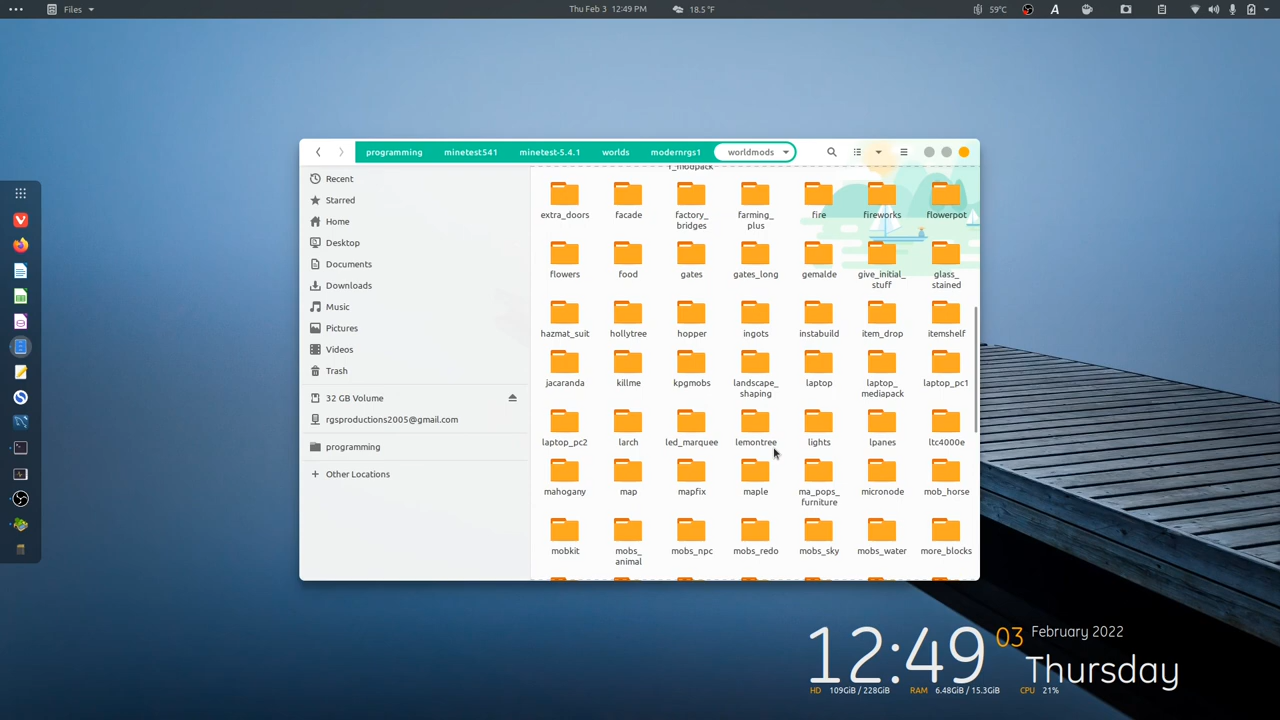 Files
Thu Feb 3 12:49 PM
18.5 °F
59°C
A
programming
minetest541
minetest-5.4.1
worlds
modernrgs1
worldmods
Recent
Starred
Home
Desktop
Documents
Downloads
Music
Pictures
Videos
Trash
32 GB Volume
rgsproductions2005@gmail.com
programming
+ Other Locations
extra_doors
facade
factory_
bridges
farming_
plus
fire
fireworks
flowerpot
flowers
food
gates
gates_long
gemalde
give_initial_
stuff
glass_
stained
hazmat_suit
hollytree
hopper
ingots
instabuild
item_drop
itemshelf
jacaranda
killme
kpgmobs
landscape_
shaping
laptop
laptop_
mediapack
laptop_pc1
laptop_pc2
larch
led_marquee
lemontree
lights
lpanes
ltc4000e
mahogany
map
mapfix
maple
ma_pops_
furniture
micronode
mob_horse
mobkit
mobs_
animal
mobs_npc
mobs_redo
mobs_sky
mobs_water
more_blocks
12:49
03
February 2022
Thursday
HD 109GiB / 228GiB
RAM 6.48GiB / 15.3GiB
CPU 21%